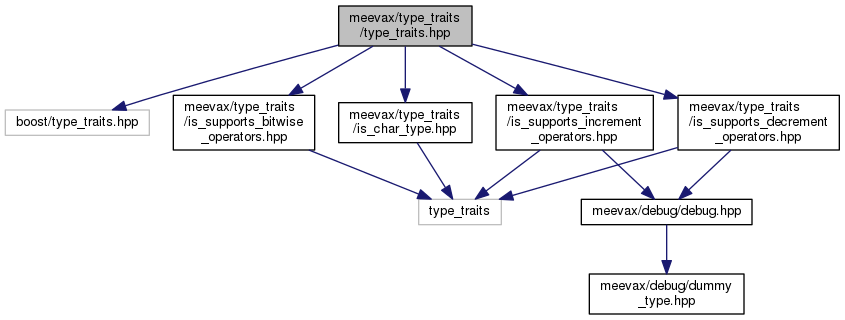 meevax/type_traits
/type_traits.hpp
boost/type_traits.hpp
meevax/type_traits
/is_supports_bitwise
_operators.hpp
meevax/type_traits
/is_char_type.hpp
meevax/type_traits
/is_supports_increment
_operators.hpp
meevax/type_traits
/is_supports_decrement
_operators.hpp
type_traits
meevax/debug/debug.hpp
meevax/debug/dummy
_type.hpp